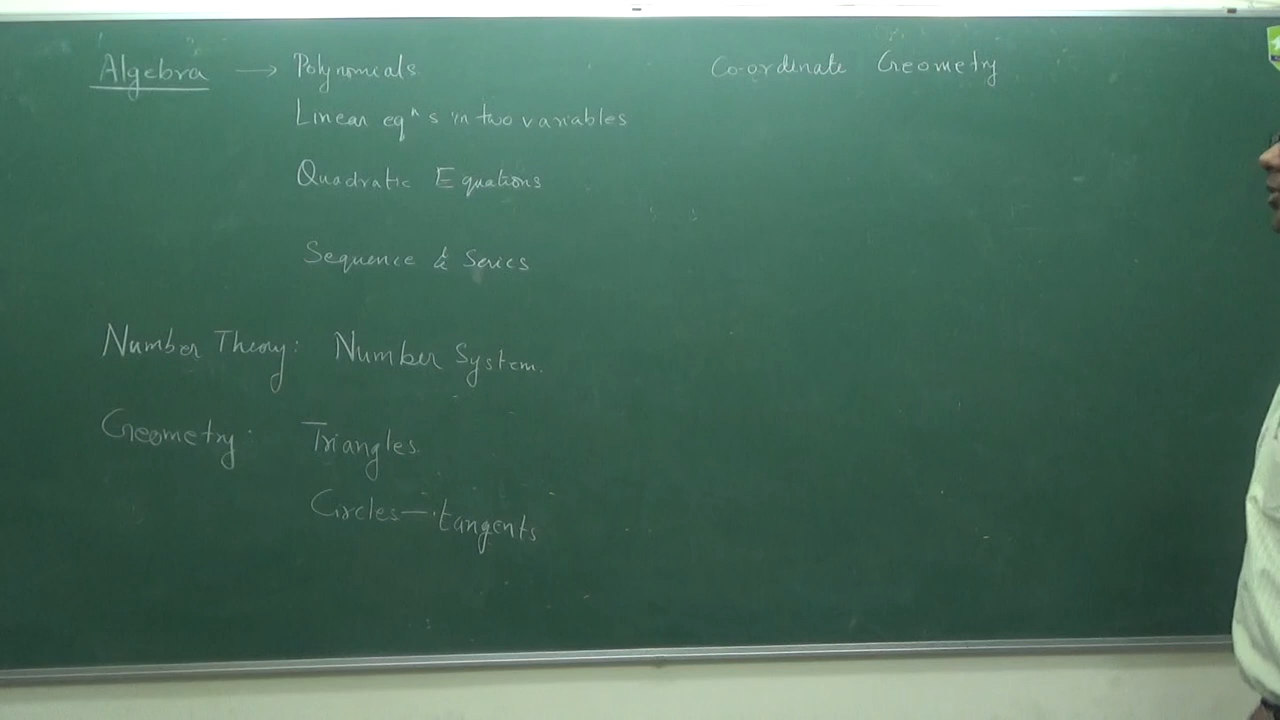 Algebra → Polynomials
Linear eqⁿs in two variables
Quadratic Equations
Sequence & Series
Number Theory: Number System.
Geometry: Triangles
Circles — tangents
Co-ordinate Geometry